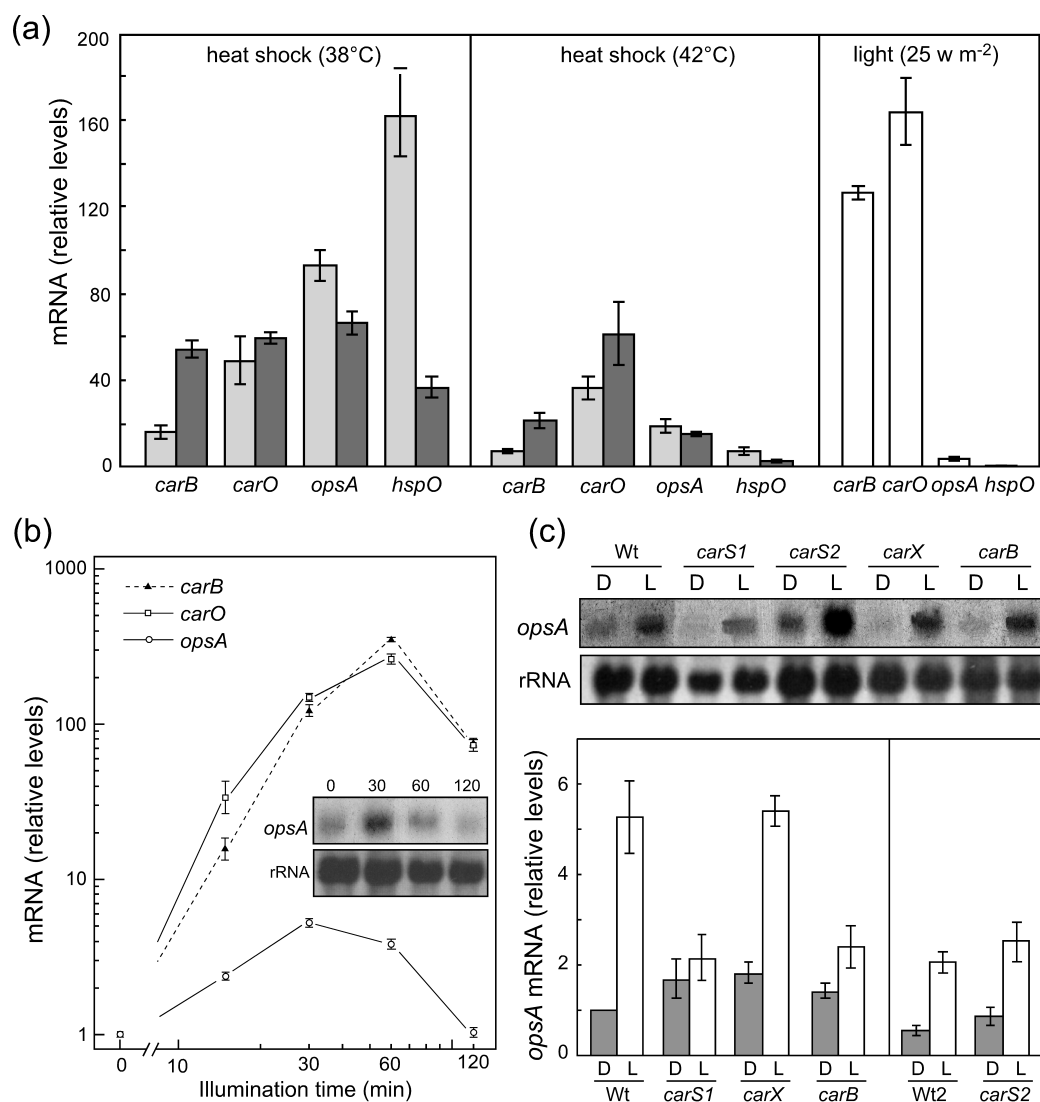 (a)
heat shock (38°C) heat shock (42°C) light (25 w m-2)
mRNA (relative levels)
200
160
120
80
40
0
carB carO opsA hspO carB carO opsA hspO carB carO opsA hspO
(b)
carB
carO
opsA
mRNA (relative levels)
1000
100
10
1
0 30 60 120
opsA
rRNA
0 10 30 60 120
Illumination time (min)
(c)
Wt carS1 carS2 carX carB
D L D L D L D L D L
opsA
rRNA
opsA mRNA (relative levels)
6
4
2
0
D L D L D L D L D L D L
Wt carS1 carX carB Wt2 carS2